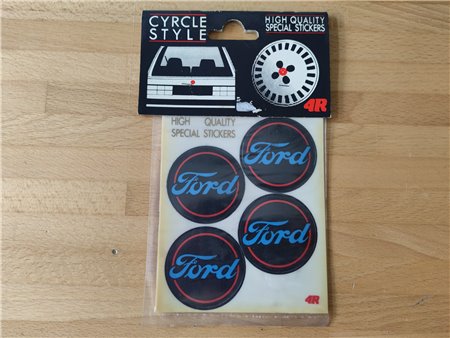 CYRCLE
STYLE
HIGH QUALITY
SPECIAL STICKERS
4R
HIGH QUALITY
SPECIAL STICKERS
Ford
Ford
Ford
Ford
4R